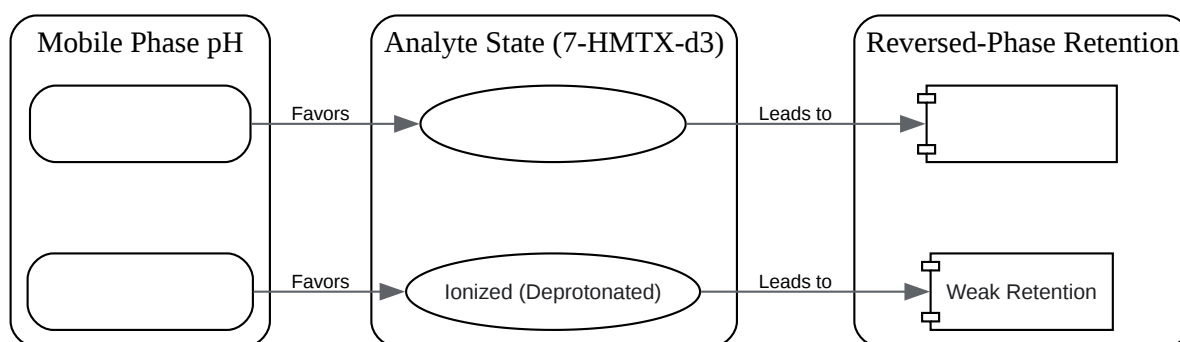 Mobile Phase pH
Analyte State (7-HMTX-d3)
Reversed-Phase Retention
Favors
Leads to
Favors
Ionized (Deprotonated)
Leads to
Weak Retention